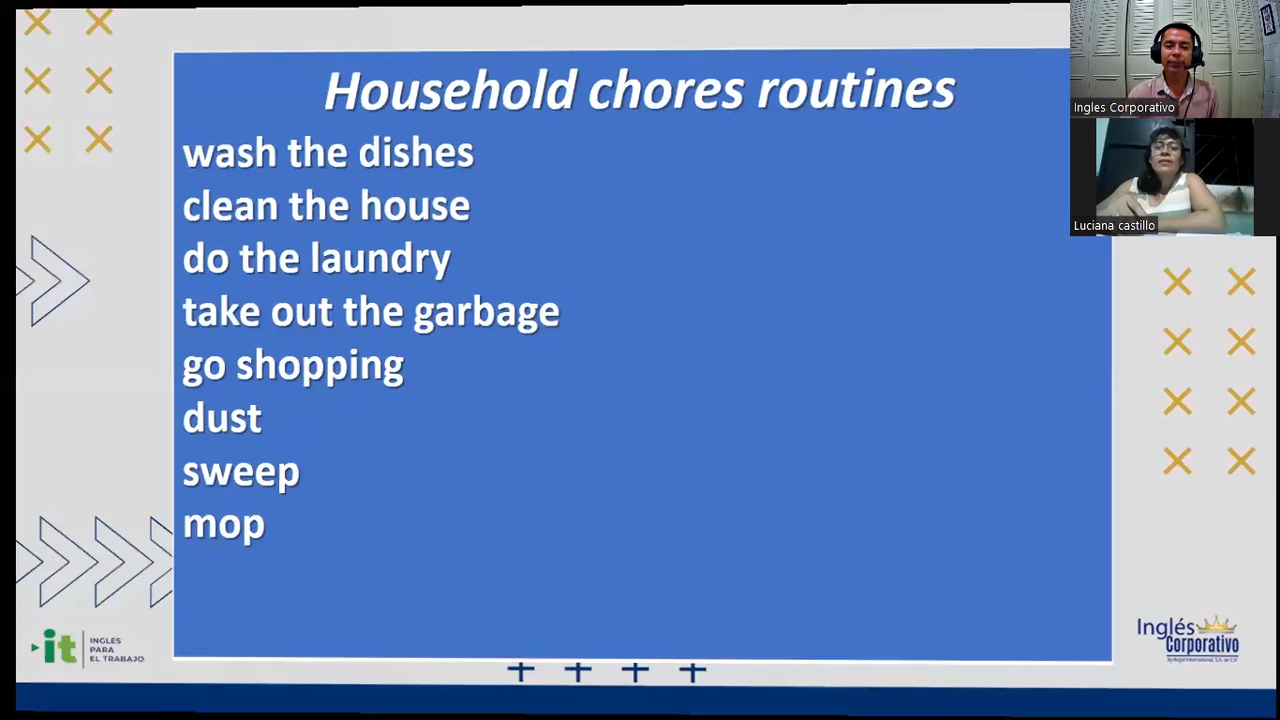 Household chores routines
wash the dishes
clean the house
do the laundry
take out the garbage
go shopping
dust
sweep
mop
Ingles Corporativo
Luciana castillo
it
INGLES
PARA
EL TRABAJO
Inglés
Corporativo